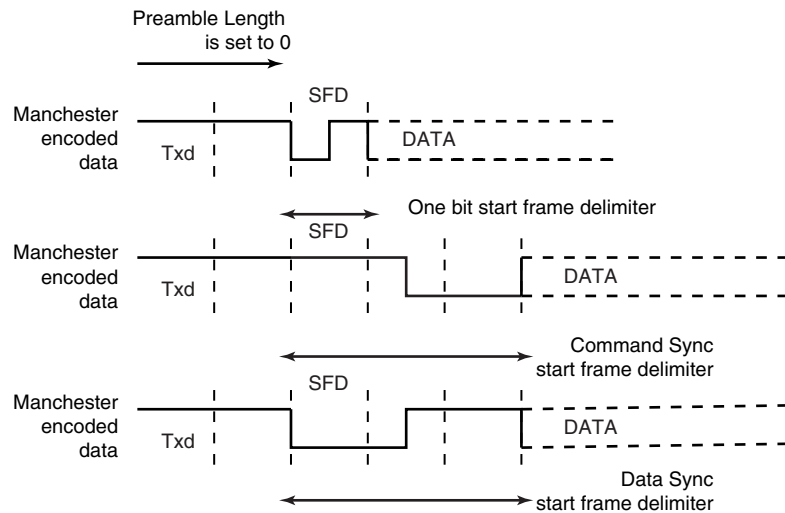 Preamble Length
is set to 0
SFD
Manchester
encoded
data
Txd
DATA
One bit start frame delimiter
SFD
Manchester
encoded
data
Txd
DATA
Command Sync
start frame delimiter
SFD
Manchester
encoded
data
Txd
DATA
Data Sync
start frame delimiter